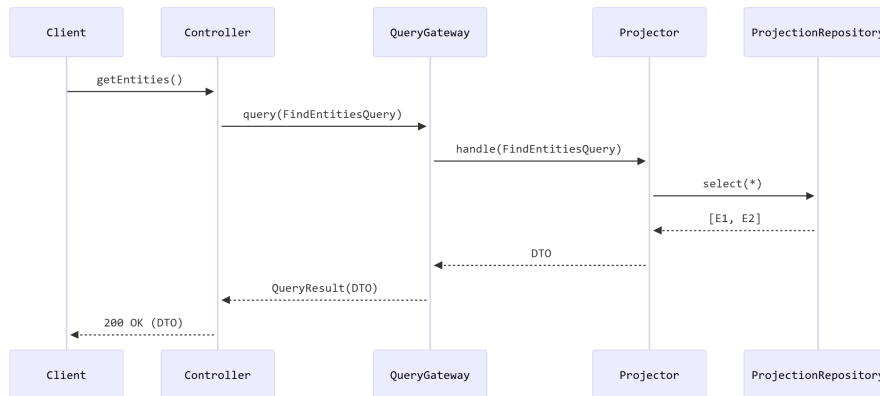 Client Controller QueryGateway Projector ProjectionRepository
getEntities()
query(FindEntitiesQuery)
handle(FindEntitiesQuery)
select(*)
[E1, E2]
DTO
QueryResult(DTO)
200 OK (DTO)
Client Controller QueryGateway Projector ProjectionRepository